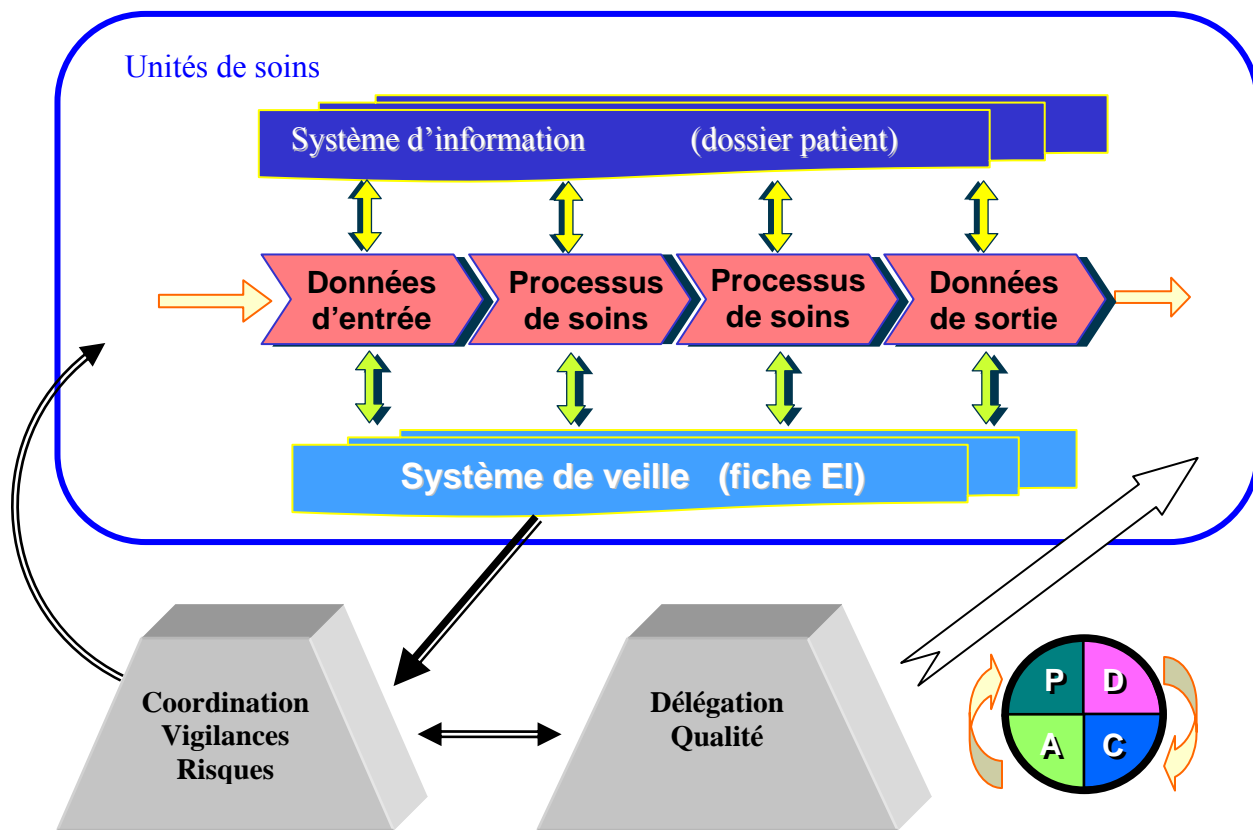 Unités de soins
Système d’information (dossier patient)
Données
d’entrée
Processus
de soins
Processus
de soins
Données
de sortie
Système de veille (fiche EI)
Coordination
Vigilances
Risques
Délégation
Qualité
P D
A C